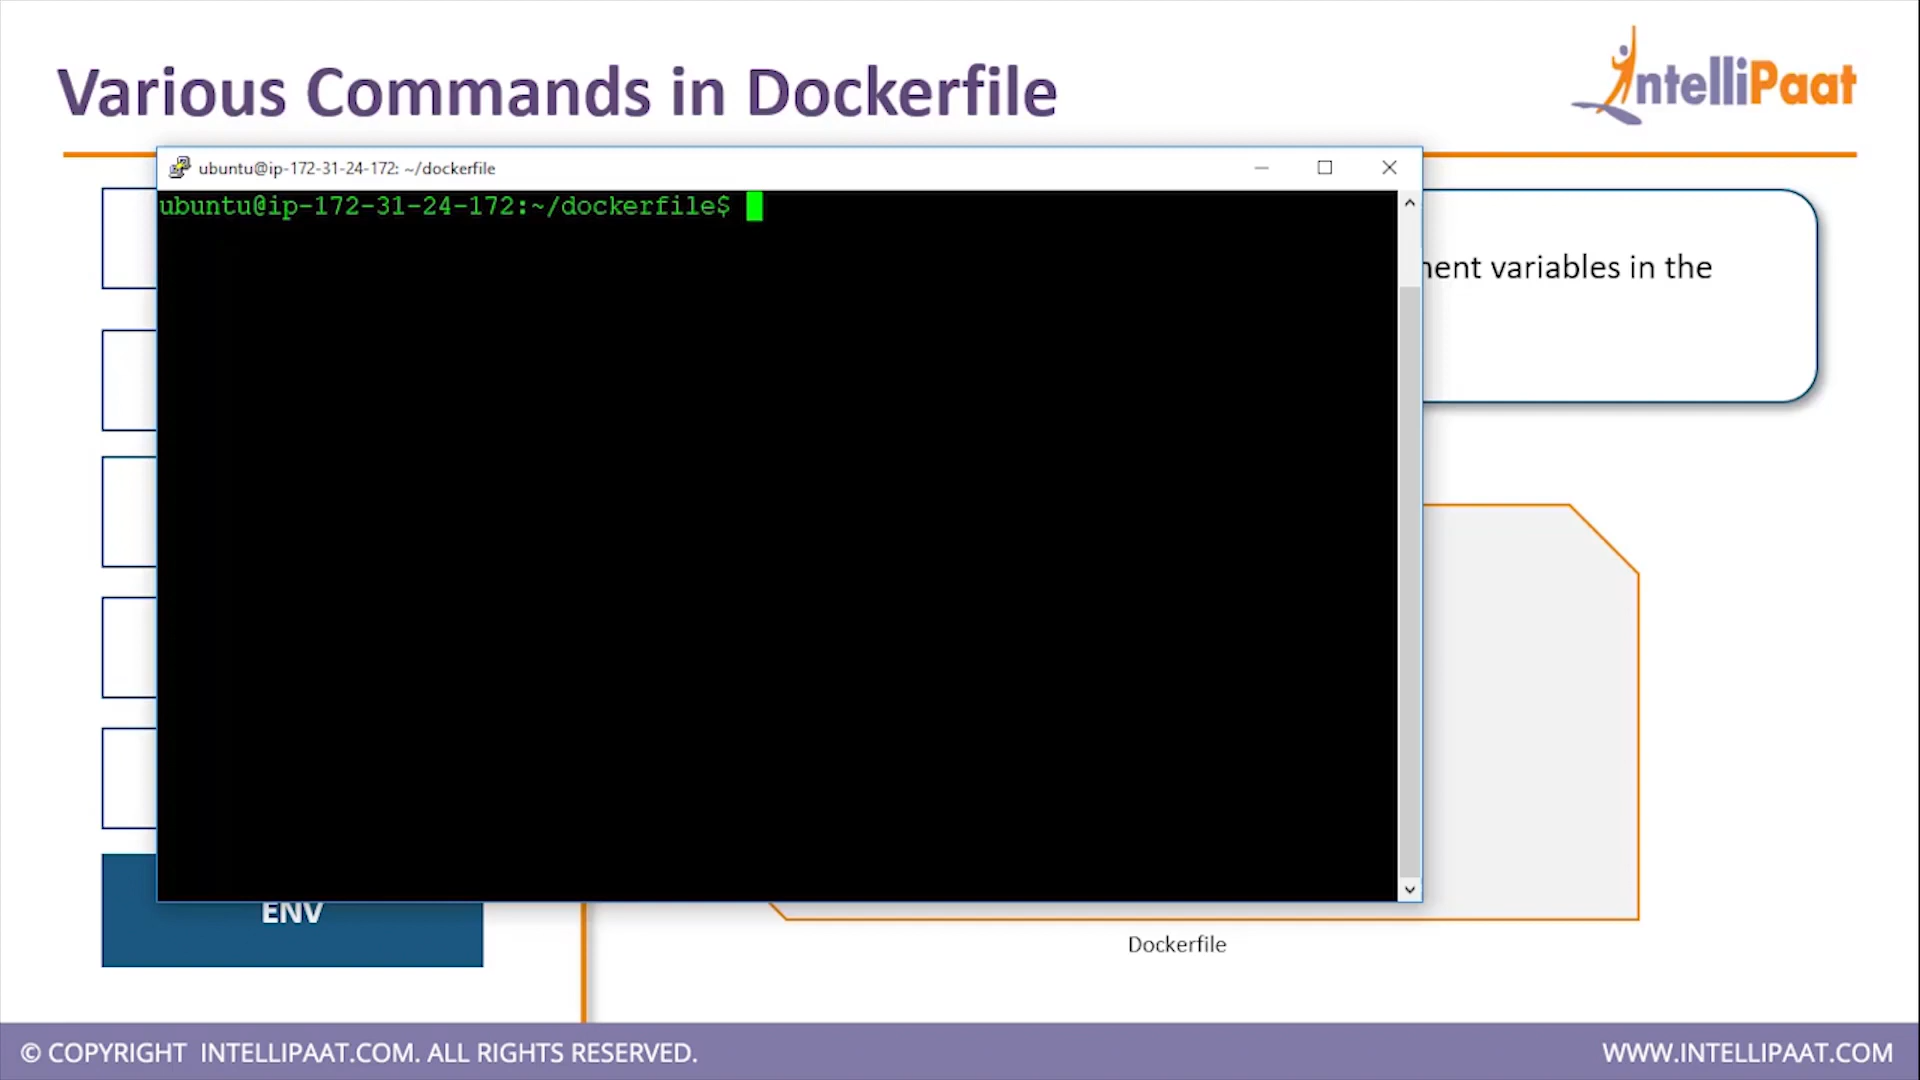 Various Commands in Dockerfile
IntelliPaat
ubuntu@ip-172-31-24-172: ~/dockerfile
ubuntu@ip-172-31-24-172:~/dockerfile$
variables in the
ENV
Dockerfile
© COPYRIGHT INTELLIPAAT.COM. ALL RIGHTS RESERVED.
WWW.INTELLIPAAT.COM